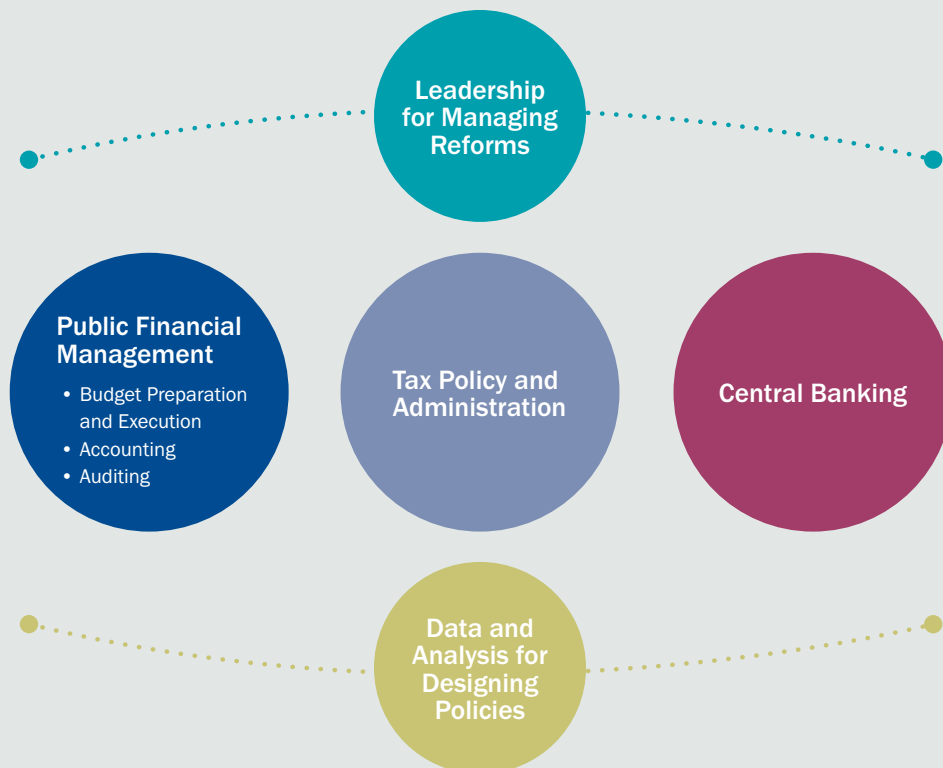 Leadership
for Managing
Reforms
Public Financial
Management
• Budget Preparation
and Execution
• Accounting
• Auditing
Tax Policy and
Administration
Central Banking
Data and
Analysis for
Designing
Policies